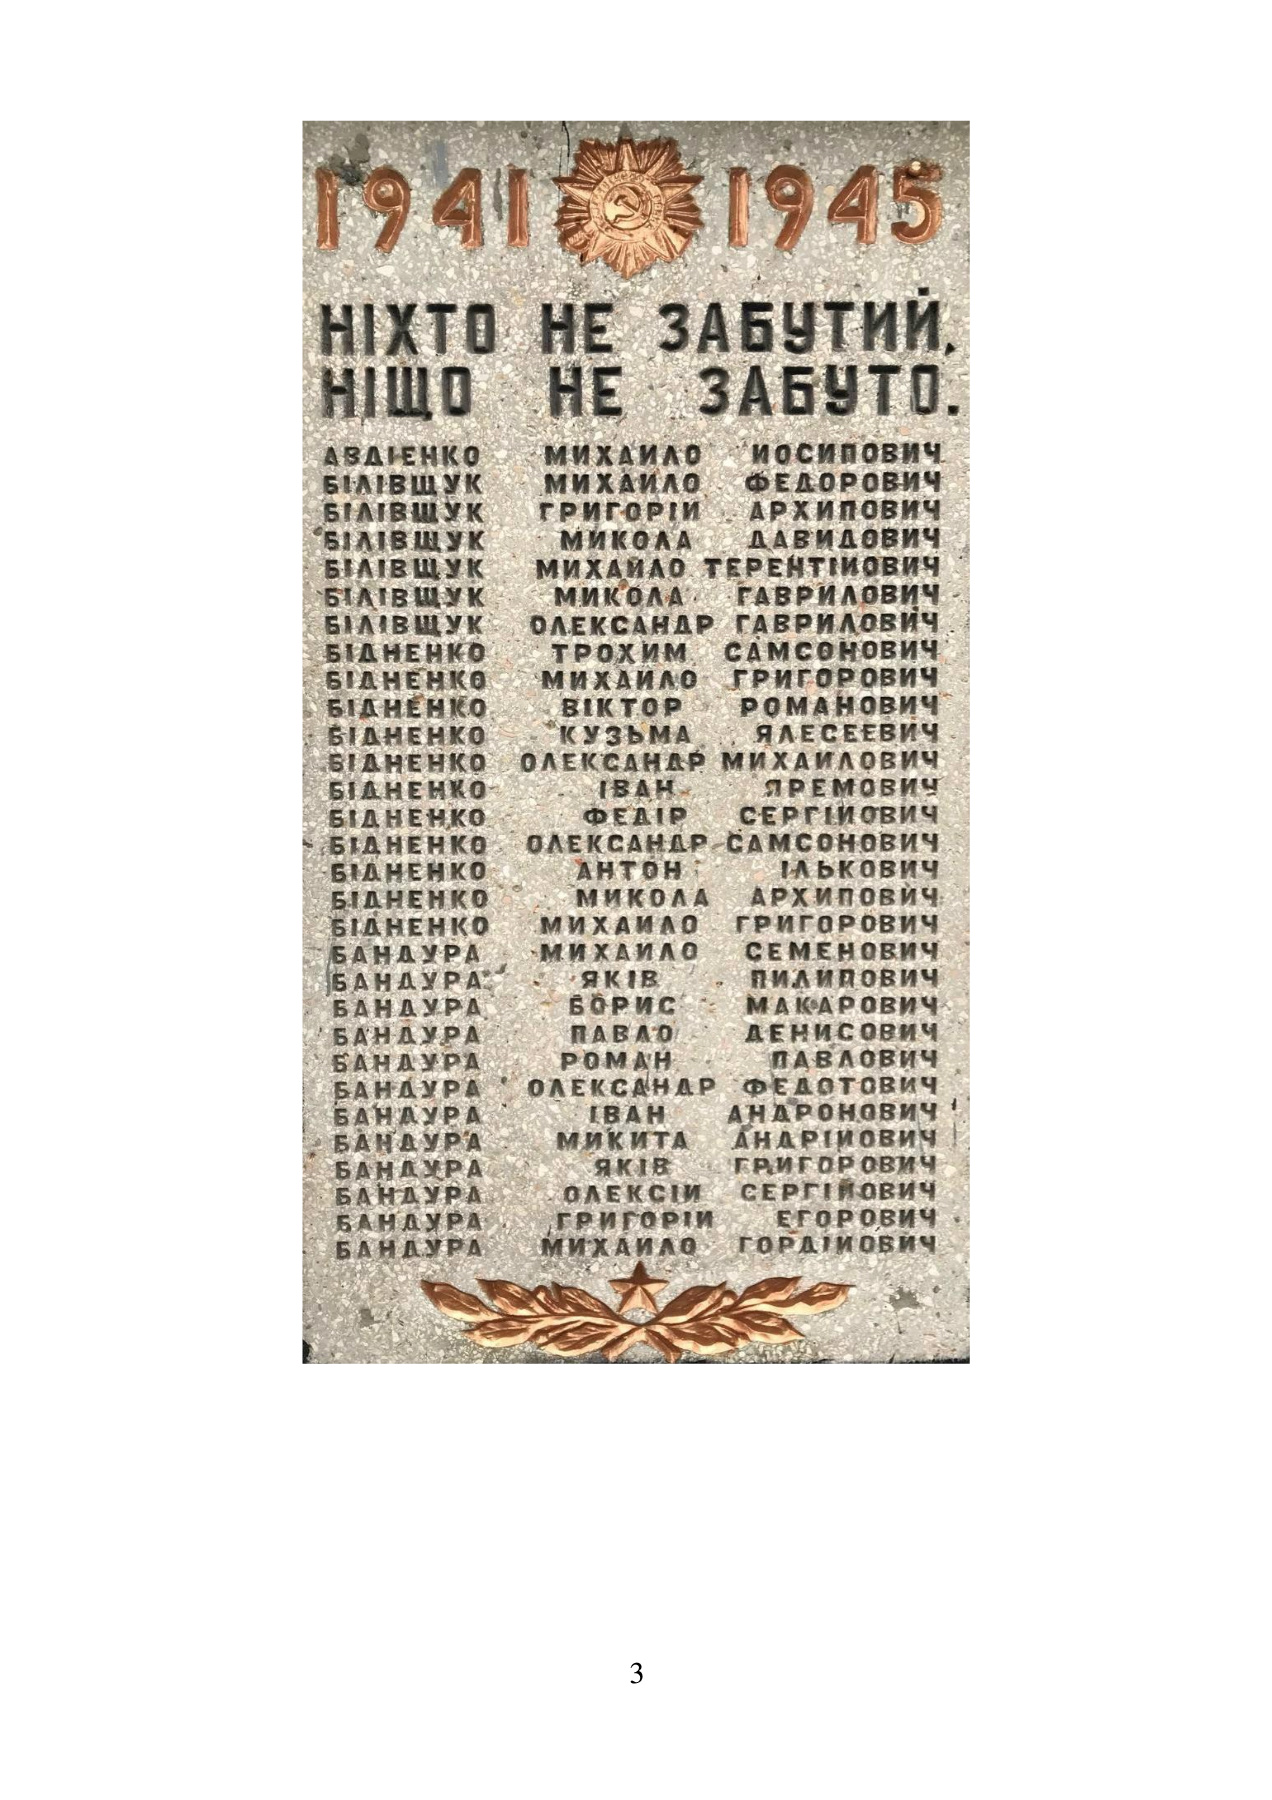 1941 1945
НІХТО НЕ ЗАБУТИЙ,
НІЩО НЕ ЗАБУТО.
АВДІЕНКО МИХАИЛО ИОСИПОВИЧ
БІЛІВЩУК МИХАИЛО ФЕДОРОВИЧ
БІЛІВЩУК ГРИГОРІИ АРХИПОВИЧ
БІЛІВЩУК МИКОЛА ДАВИДОВИЧ
БІЛІВЩУК МИХАИЛО ТЕРЕНТІИОВИЧ
БІЛІВЩУК МИКОЛА ГАВРИЛОВИЧ
БІЛІВЩУК ОЛЕКСАНДР ГАВРИЛОВИЧ
БІДНЕНКО ТРОХИМ САМСОНОВИЧ
БІДНЕНКО МИХАИЛО ГРИГОРОВИЧ
БІДНЕНКО ВІКТОР РОМАНОВИЧ
БІДНЕНКО КУЗЬМА ЯЛЕСЕЕВИЧ
БІДНЕНКО ОЛЕКСАНДР МИХАИЛОВИЧ
БІДНЕНКО ІВАН ЯРЕМОВИЧ
БІДНЕНКО ФЕДІР СЕРГІИОВИЧ
БІДНЕНКО ОЛЕКСАНДР САМСОНОВИЧ
БІДНЕНКО АНТОН ІЛЬКОВИЧ
БІДНЕНКО МИКОЛА АРХИПОВИЧ
БІДНЕНКО МИХАИЛО ГРИГОРОВИЧ
БАНДУРА МИХАИЛО СЕМЕНОВИЧ
БАНДУРА ЯКІВ ПИЛИПОВИЧ
БАНДУРА БОРИС МАКАРОВИЧ
БАНДУРА ПАВЛО ДЕНИСОВИЧ
БАНДУРА РОМАН ПАВЛОВИЧ
БАНДУРА ОЛЕКСАНДР ФЕДОТОВИЧ
БАНДУРА ІВАН АНДРОНОВИЧ
БАНДУРА МИКИТА АНДРІИОВИЧ
БАНДУРА ЯКІВ ГРИГОРОВИЧ
БАНДУРА ОЛЕКСІИ СЕРГІИОВИЧ
БАНДУРА ГРИГОРІИ ЕГОРОВИЧ
БАНДУРА МИХАИЛО ГОРДІИОВИЧ
3